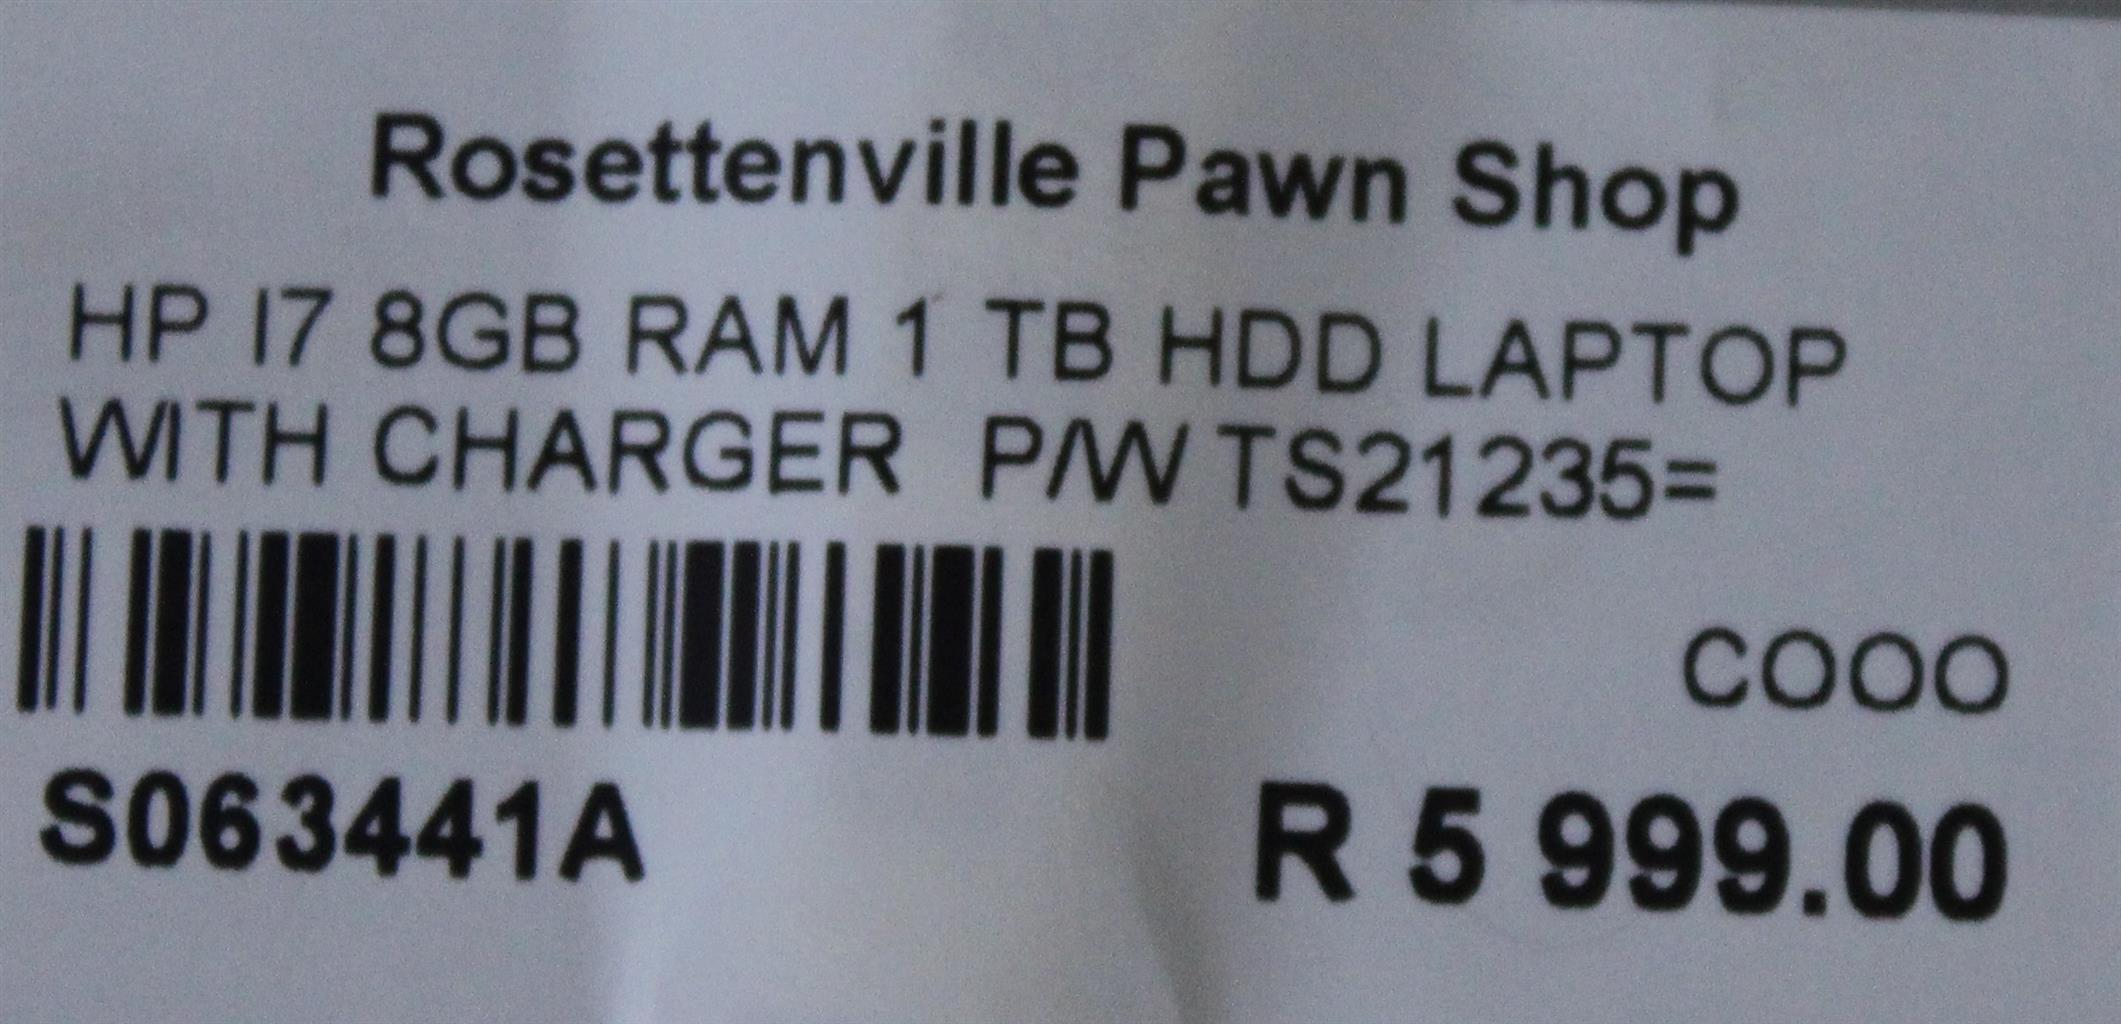 Rosettenville Pawn Shop
HP I7 8GB RAM 1 TB HDD LAPTOP
WITH CHARGER P/W TS21235=
COOO
S063441A R 5 999.00